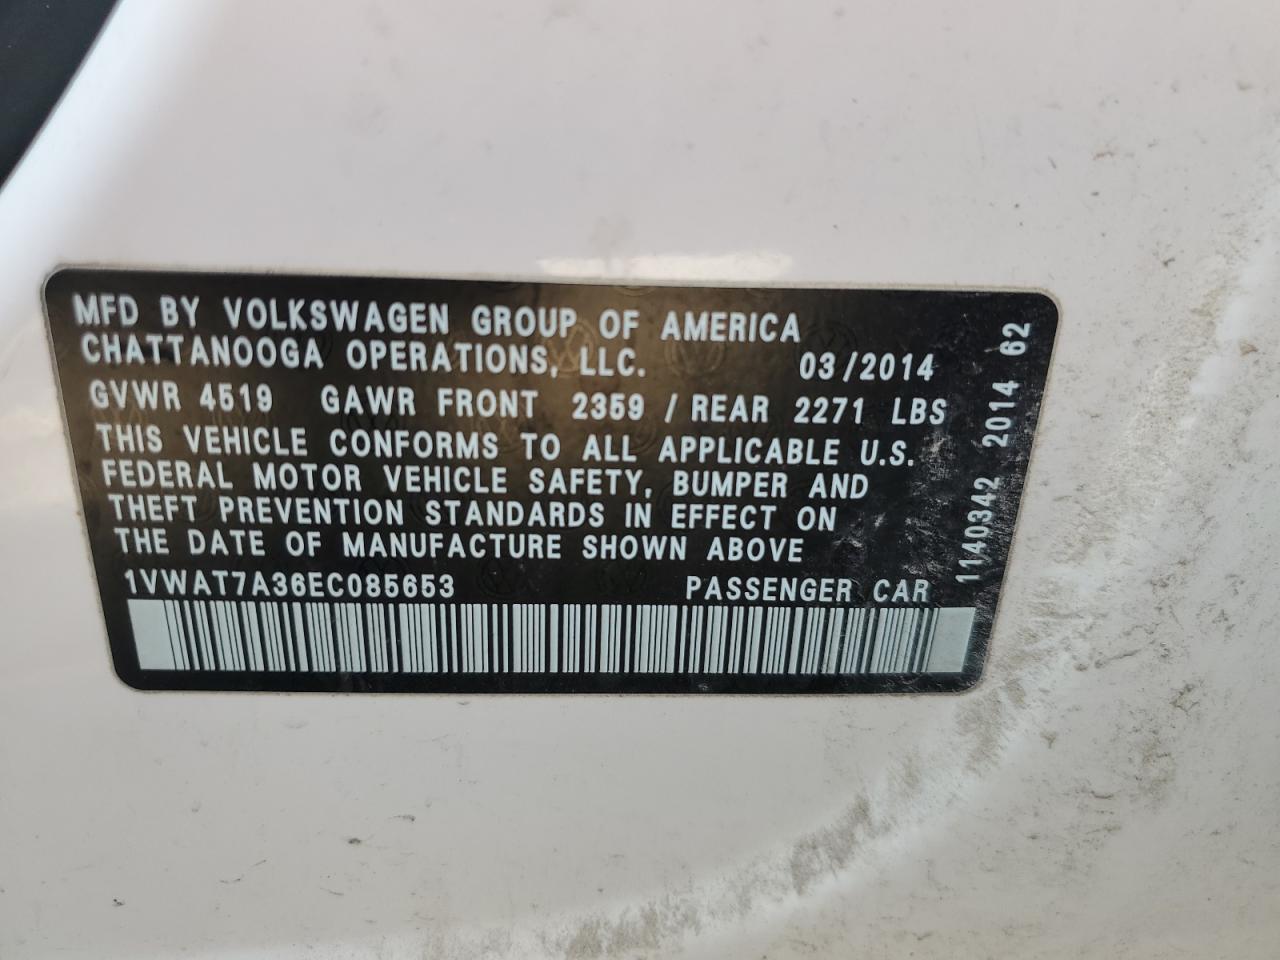 MFD BY VOLKSWAGEN GROUP OF AMERICA
CHATTANOOGA OPERATIONS, LLC. 03/2014
GVWR 4519 GAWR FRONT 2359 / REAR 2271 LBS
THIS VEHICLE CONFORMS TO ALL APPLICABLE U.S.
FEDERAL MOTOR VEHICLE SAFETY, BUMPER AND
THEFT PREVENTION STANDARDS IN EFFECT ON
THE DATE OF MANUFACTURE SHOWN ABOVE
1VWAT7A36EC085653 PASSENGER CAR
1140342 2014 62